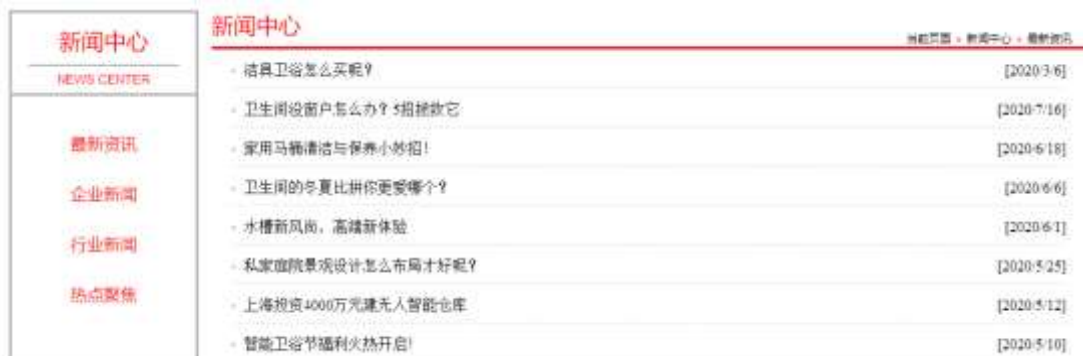 新闻中心
NEWS CENTER
最新资讯
企业新闻
行业新闻
热点聚焦
新闻中心
当前页面 > 新闻中心 > 最新资讯
洁具卫浴怎么买呢? [2020/3/6]
卫生间没窗户怎么办? 5招拯救它 [2020/7/16]
家用马桶清洁与保养小妙招! [2020/6/18]
卫生间的冬夏比拼你更爱哪个? [2020/6/6]
水槽新风尚，高端新体验 [2020/6/1]
私家庭院景观设计怎么布局才好呢? [2020/5/25]
上海投资4000万元建无人智能仓库 [2020/5/12]
智能卫浴节福利火热开启! [2020/5/10]